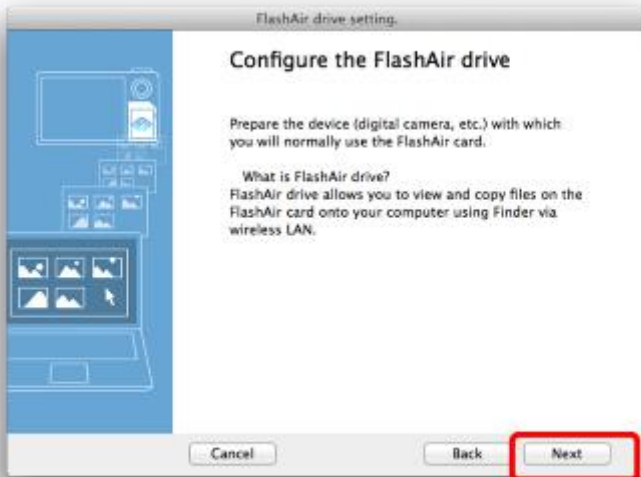 FlashAir drive setting.
Configure the FlashAir drive
Prepare the device (digital camera, etc.) with which
you will normally use the FlashAir card.
What is FlashAir drive?
FlashAir drive allows you to view and copy files on the
FlashAir card onto your computer using Finder via
wireless LAN.
Cancel
Back
Next